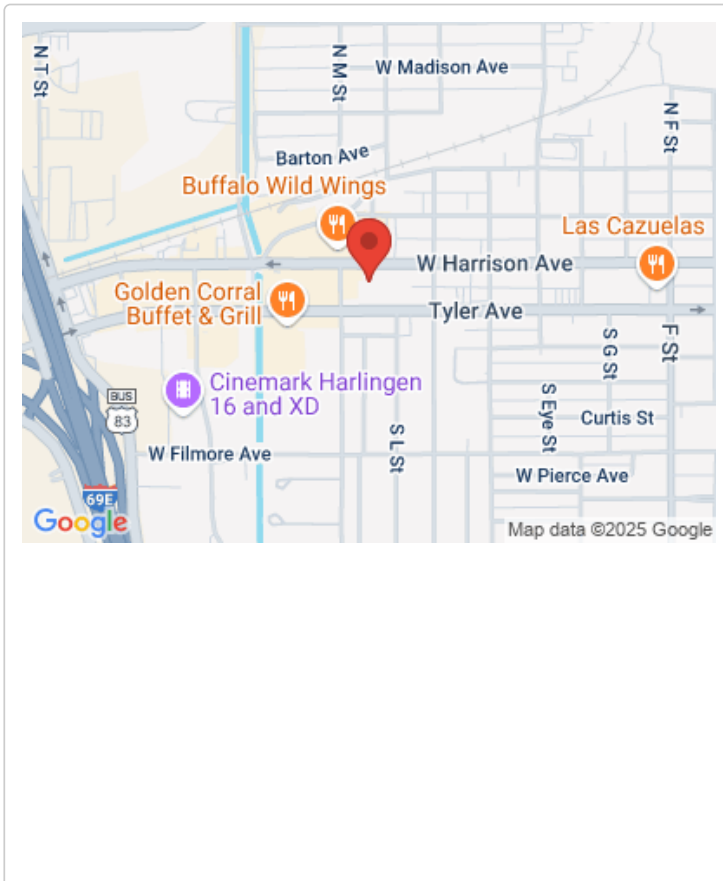 N T St
N M St
W Madison Ave
N F St
Barton Ave
Buffalo Wild Wings
Las Cazuelas
W Harrison Ave
Golden Corral
Buffet & Grill
Tyler Ave
F St
S G St
Cinemark Harlingen
16 and XD
BUS
83
S Eye St
Curtis St
S L St
W Filmore Ave
W Pierce Ave
69E
Google
Map data ©2025 Google